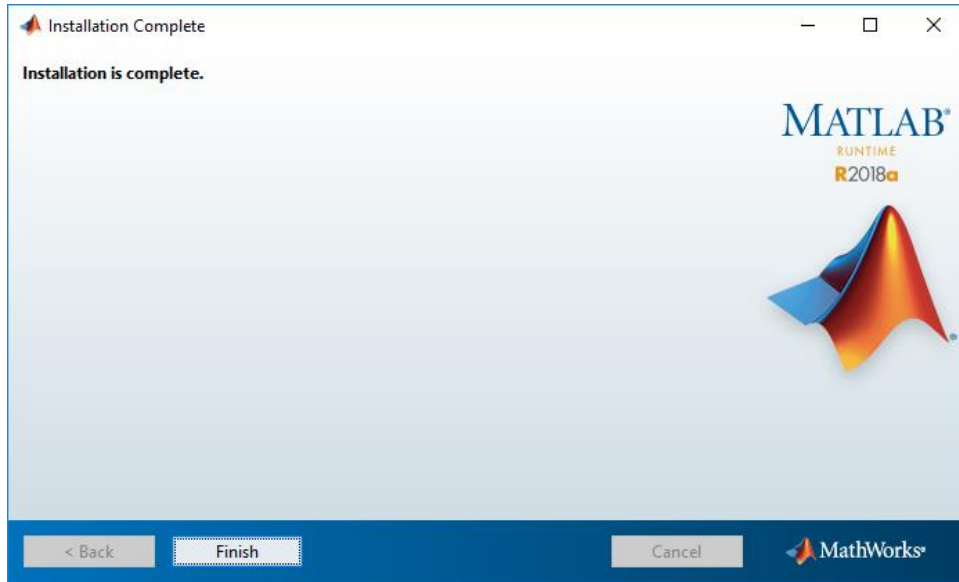 Installation Complete
Installation is complete.
MATLAB®
RUNTIME
R2018a
®
< Back
Finish
Cancel
MathWorks®